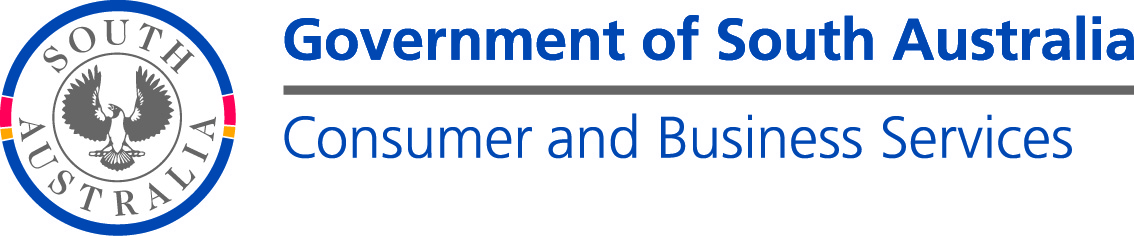 SOUTH
AUSTRALIA
Government of South Australia
Consumer and Business Services